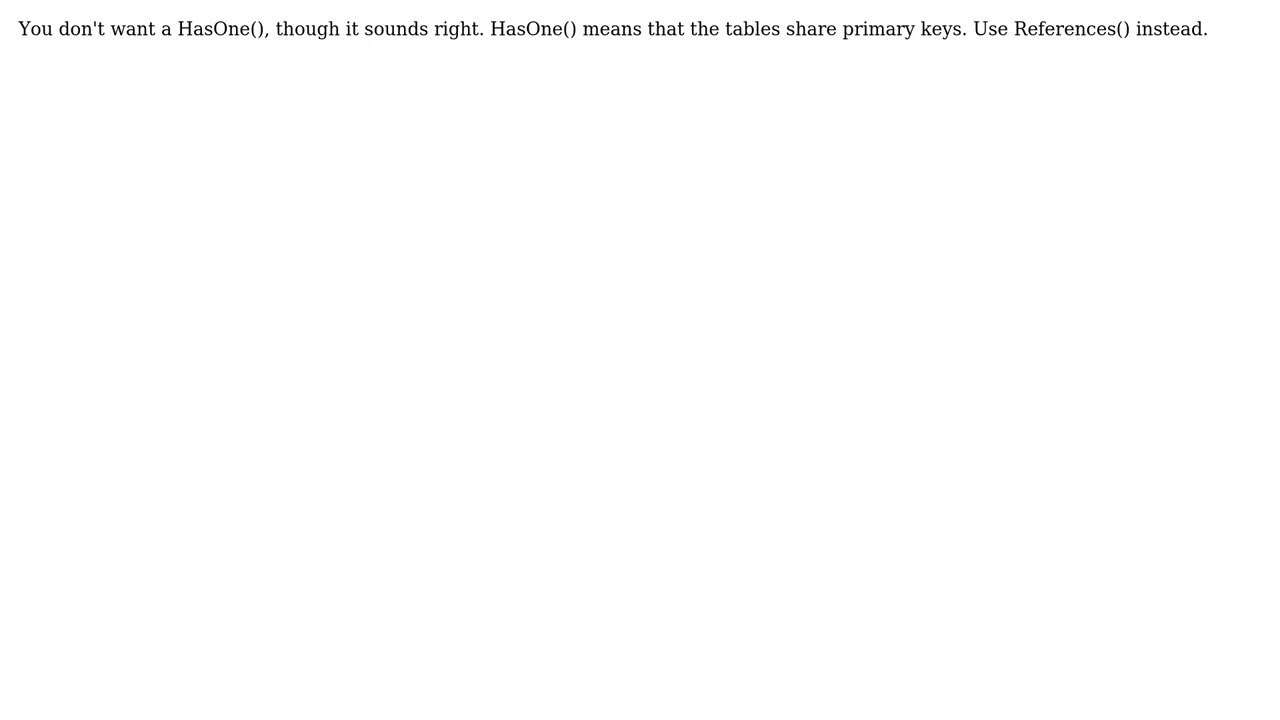 You don't want a HasOne(), though it sounds right. HasOne() means that the tables share primary keys. Use References() instead.